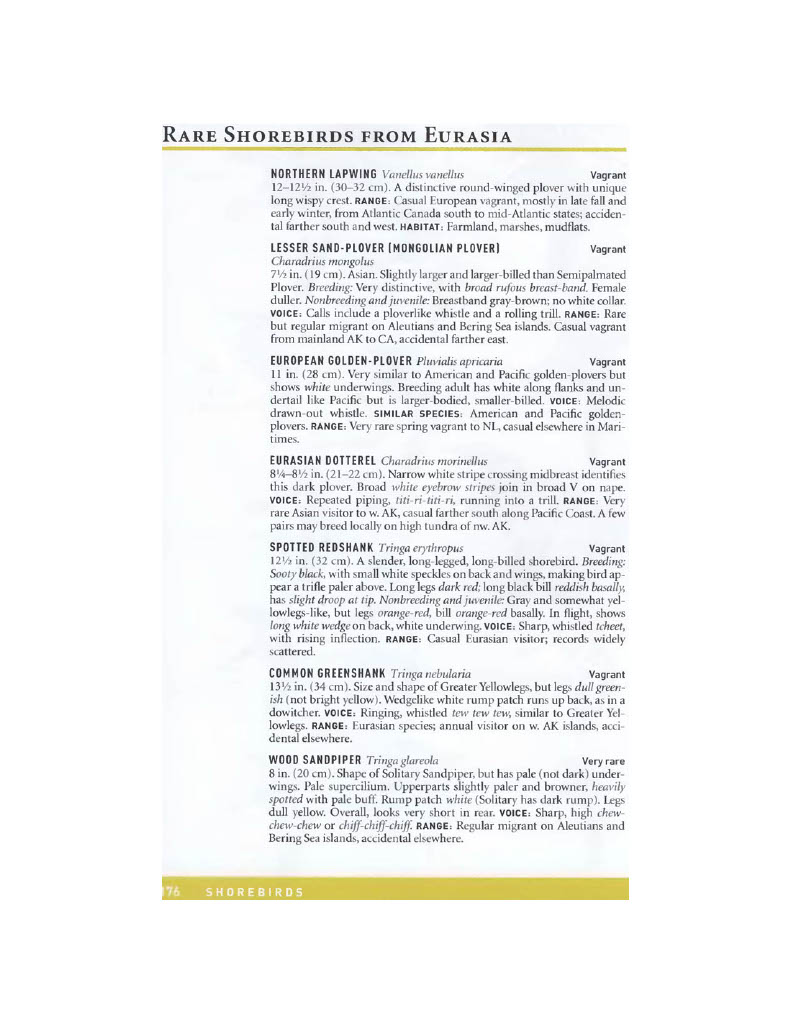 RARE SHOREBIRDS FROM EURASIA
NORTHERN LAPWING Vanellus vanellus Vagrant
12–12½ in. (30–32 cm). A distinctive round-winged plover with unique
long wispy crest. RANGE: Casual European vagrant, mostly in late fall and
early winter, from Atlantic Canada south to mid-Atlantic states; acciden-
tal farther south and west. HABITAT: Farmland, marshes, mudflats.
LESSER SAND-PLOVER (MONGOLIAN PLOVER) Vagrant
Charadrius mongolus
7½ in. (19 cm). Asian. Slightly larger and larger-billed than Semipalmated
Plover. Breeding: Very distinctive, with broad rufous breast-band. Female
duller. Nonbreeding and juvenile: Breastband gray-brown; no white collar.
VOICE: Calls include a ploverlike whistle and a rolling trill. RANGE: Rare
but regular migrant on Aleutians and Bering Sea islands. Casual vagrant
from mainland AK to CA, accidental farther east.
EUROPEAN GOLDEN-PLOVER Pluvialis apricaria Vagrant
11 in. (28 cm). Very similar to American and Pacific golden-plovers but
shows white underwings. Breeding adult has white along flanks and un-
dertail like Pacific but is larger-bodied, smaller-billed. VOICE: Melodic
drawn-out whistle. SIMILAR SPECIES: American and Pacific golden-
plovers. RANGE: Very rare spring vagrant to NL, casual elsewhere in Mari-
times.
EURASIAN DOTTEREL Charadrius morinellus Vagrant
8¼–8½ in. (21–22 cm). Narrow white stripe crossing midbreast identifies
this dark plover. Broad white eyebrow stripes join in broad V on nape.
VOICE: Repeated piping, titi-ri-titi-ri, running into a trill. RANGE: Very
rare Asian visitor to w. AK, casual farther south along Pacific Coast. A few
pairs may breed locally on high tundra of nw. AK.
SPOTTED REDSHANK Tringa erythropus Vagrant
12½ in. (32 cm). A slender, long-legged, long-billed shorebird. Breeding:
Sooty black, with small white speckles on back and wings, making bird ap-
pear a trifle paler above. Long legs dark red; long black bill reddish basally,
has slight droop at tip. Nonbreeding and juvenile: Gray and somewhat yel-
lowlegs-like, but legs orange-red, bill orange-red basally. In flight, shows
long white wedge on back, white underwing. VOICE: Sharp, whistled tcheet,
with rising inflection. RANGE: Casual Eurasian visitor; records widely
scattered.
COMMON GREENSHANK Tringa nebularia Vagrant
13½ in. (34 cm). Size and shape of Greater Yellowlegs, but legs dull green-
ish (not bright yellow). Wedgelike white rump patch runs up back, as in a
dowitcher. VOICE: Ringing, whistled tew tew tew, similar to Greater Yel-
lowlegs. RANGE: Eurasian species; annual visitor on w. AK islands, acci-
dental elsewhere.
WOOD SANDPIPER Tringa glareola Very rare
8 in. (20 cm). Shape of Solitary Sandpiper, but has pale (not dark) under-
wings. Pale supercilium. Upperparts slightly paler and browner, heavily
spotted with pale buff. Rump patch white (Solitary has dark rump). Legs
dull yellow. Overall, looks very short in rear. VOICE: Sharp, high chew-
chew-chew or chiff-chiff-chiff. RANGE: Regular migrant on Aleutians and
Bering Sea islands, accidental elsewhere.
176 SHOREBIRDS